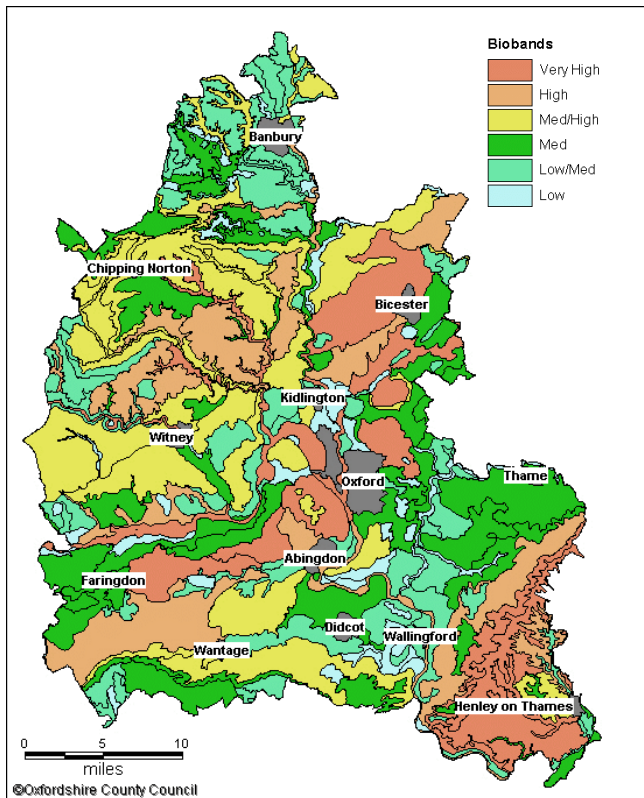 Biobands
Very High
High
Med/High
Med
Low/Med
Low
Banbury
Chipping Norton
Bicester
Kidlington
Witney
Oxford
Thame
Abingdon
Faringdon
Didcot
Wallingford
Wantage
Henley on Thames
0 5 10
miles
©Oxfordshire County Council